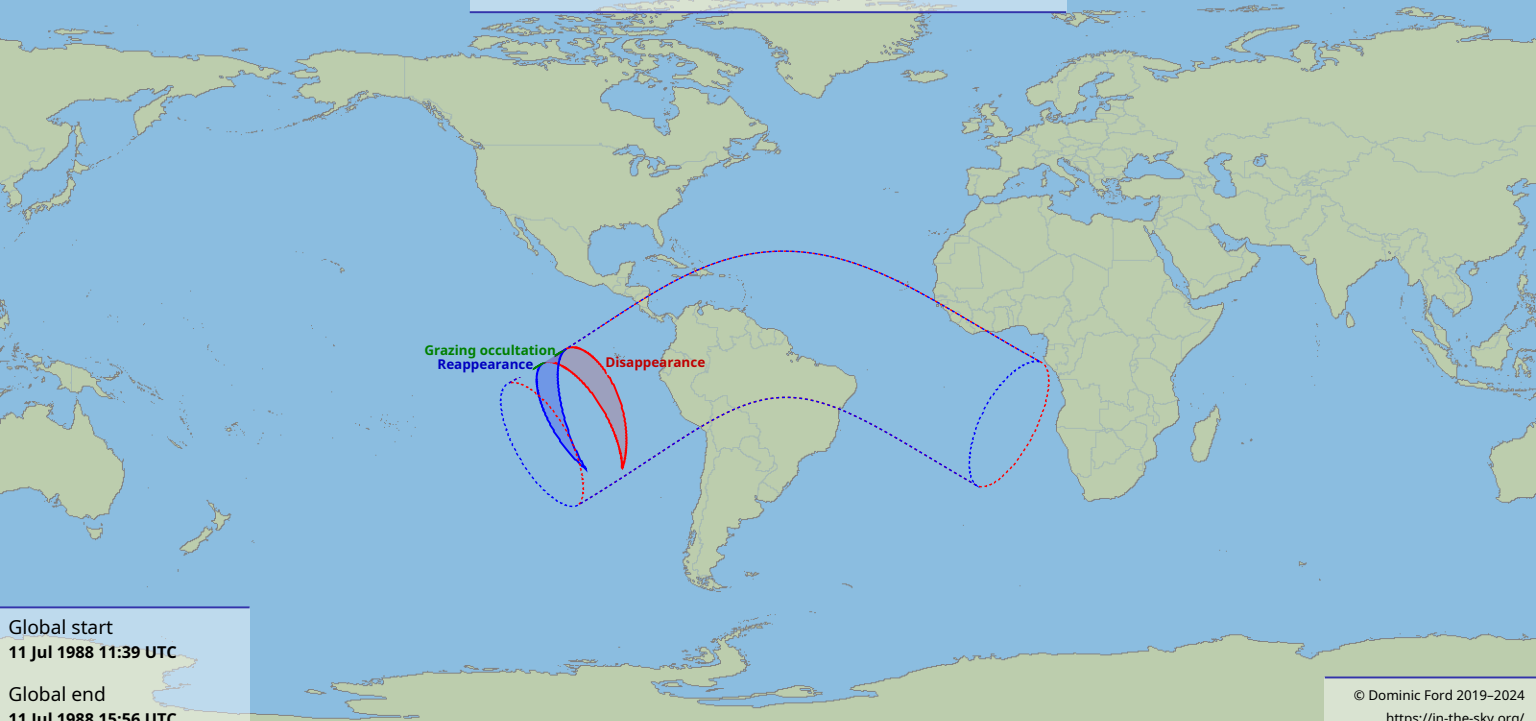 Grazing occultation
Reappearance
Disappearance
Global start
11 Jul 1988 11:39 UTC
Global end
11 Jul 1988 15:56 UTC
© Dominic Ford 2019–2024
https://in-the-sky.org/